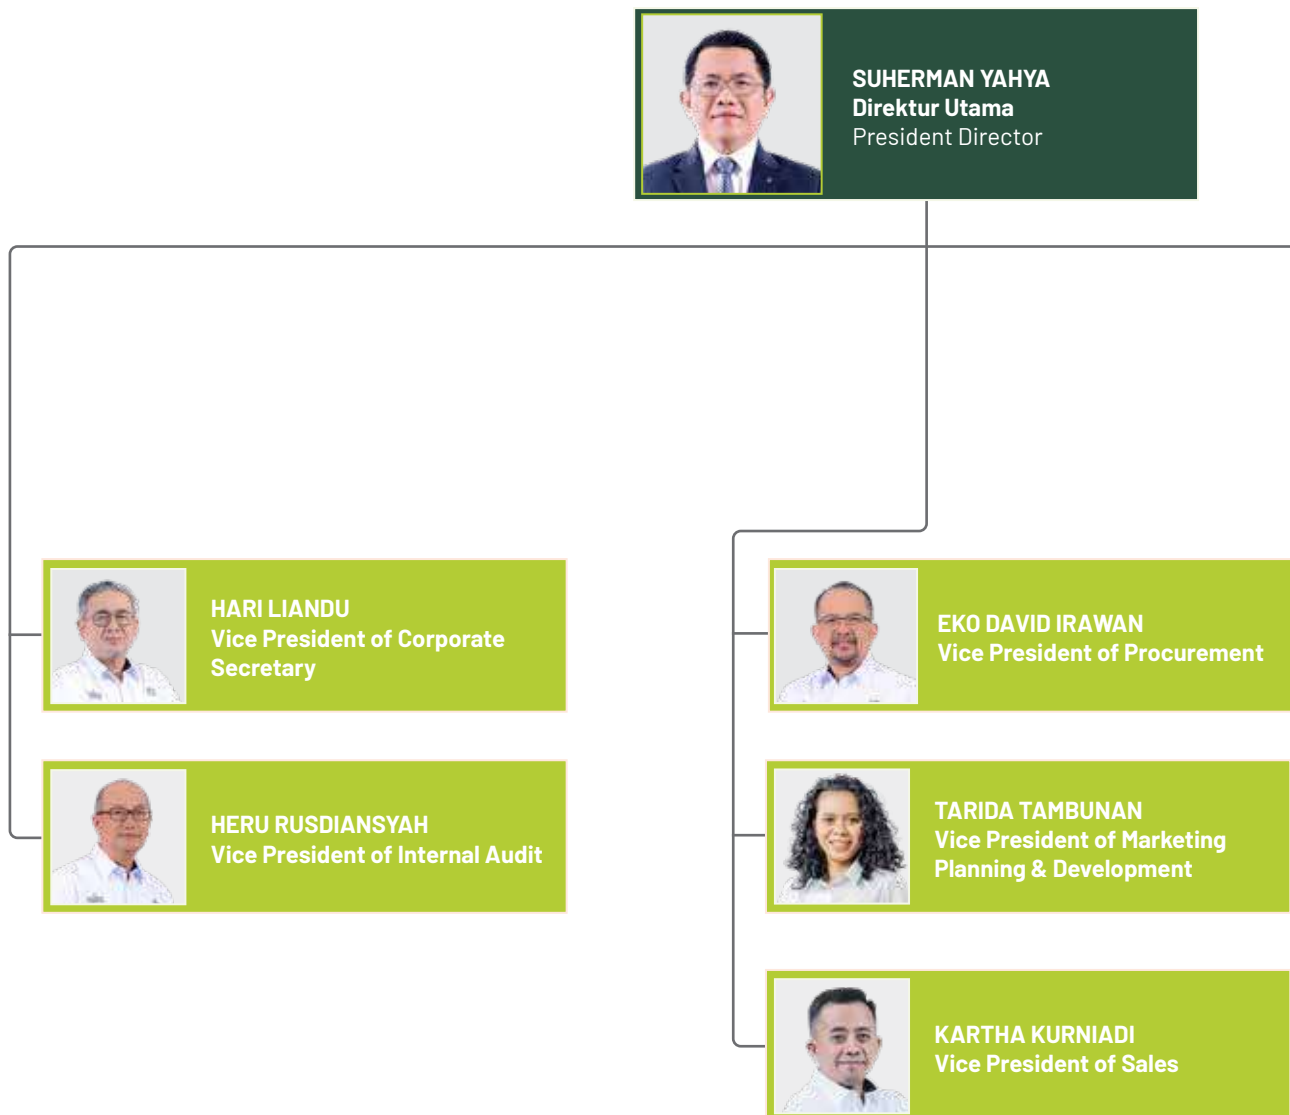 SUHERMAN YAHYA
Direktur Utama
President Director
HARI LIANDU
Vice President of Corporate
Secretary
HERU RUSDIANSYAH
Vice President of Internal Audit
EKO DAVID IRAWAN
Vice President of Procurement
TARIDA TAMBUNAN
Vice President of Marketing
Planning & Development
KARTHA KURNIADI
Vice President of Sales